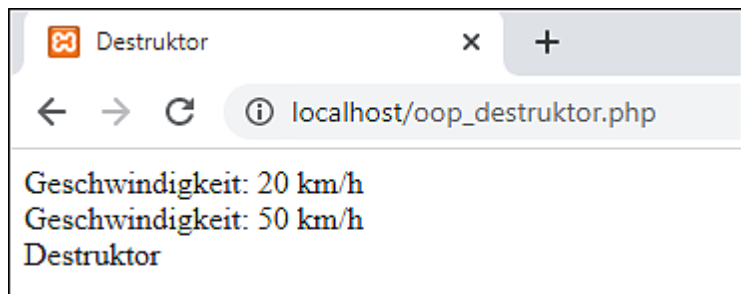 Destruktor
localhost/oop_destruktor.php
Geschwindigkeit: 20 km/h
Geschwindigkeit: 50 km/h
Destruktor